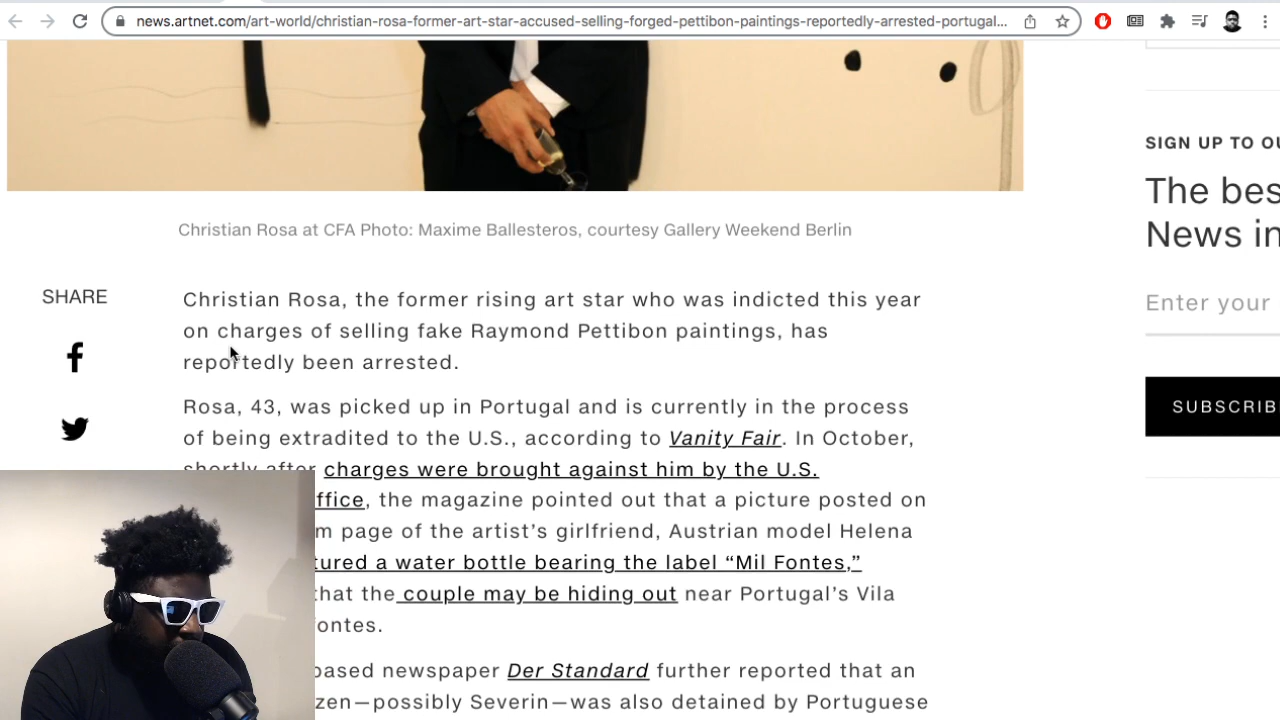 news.artnet.com/art-world/christian-rosa-former-art-star-accused-selling-forged-pettibon-paintings-reportedly-arrested-portugal...
Christian Rosa at CFA Photo: Maxime Ballesteros, courtesy Gallery Weekend Berlin
SHARE
Christian Rosa, the former rising art star who was indicted this year
on charges of selling fake Raymond Pettibon paintings, has
reportedly been arrested.
Rosa, 43, was picked up in Portugal and is currently in the process
of being extradited to the U.S., according to Vanity Fair. In October,
shortly after charges were brought against him by the U.S.
ffice, the magazine pointed out that a picture posted on
m page of the artist's girlfriend, Austrian model Helena
tured a water bottle bearing the label “Mil Fontes,”
that the couple may be hiding out near Portugal's Vila
ontes.
ased newspaper Der Standard further reported that an
zen—possibly Severin—was also detained by Portuguese
SIGN UP TO OU
The bes
News in
Enter your
SUBSCRIB